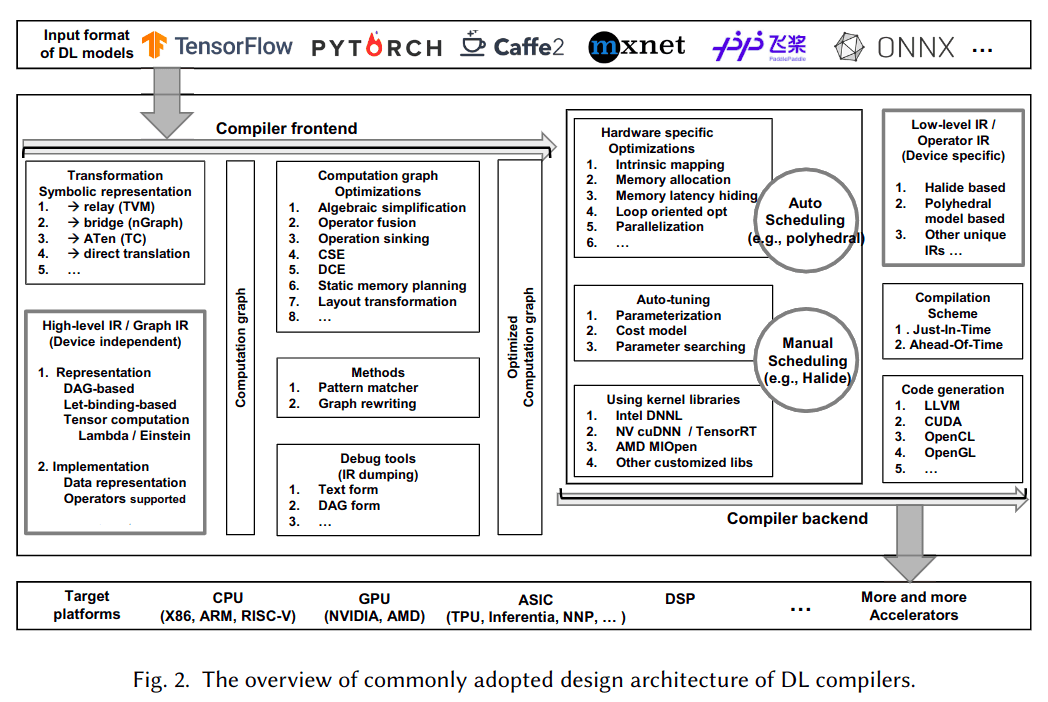 Input format
of DL models
TensorFlow
PYTORCH
Caffe2
mxnet
飞桨
PaddlePaddle
ONNX
...
Compiler frontend
Transformation
Symbolic representation
1. → relay (TVM)
2. → bridge (nGraph)
3. → ATen (TC)
4. → direct translation
5. ...
High-level IR / Graph IR
(Device independent)
1. Representation
DAG-based
Let-binding-based
Tensor computation
Lambda / Einstein
2. Implementation
Data representation
Operators supported
Computation graph
Computation graph
Optimizations
1. Algebraic simplification
2. Operator fusion
3. Operation sinking
4. CSE
5. DCE
6. Static memory planning
7. Layout transformation
8. ...
Methods
1. Pattern matcher
2. Graph rewriting
Debug tools
(IR dumping)
1. Text form
2. DAG form
3. ...
Optimized
Computation graph
Hardware specific
Optimizations
1. Intrinsic mapping
2. Memory allocation
3. Memory latency hiding
4. Loop oriented opt
5. Parallelization
6. ...
Auto
Scheduling
(e.g., polyhedral)
Auto-tuning
1. Parameterization
2. Cost model
3. Parameter searching
Manual
Scheduling
(e.g., Halide)
Using kernel libraries
1. Intel DNNL
2. NV cuDNN / TensorRT
3. AMD MIOpen
4. Other customized libs
Low-level IR /
Operator IR
(Device specific)
1. Halide based
2. Polyhedral
model based
3. Other unique
IRs ...
Compilation
Scheme
1 . Just-In-Time
2. Ahead-Of-Time
Code generation
1. LLVM
2. CUDA
3. OpenCL
4. OpenGL
5. ...
Compiler backend
Target
platforms
CPU
(X86, ARM, RISC-V)
GPU
(NVIDIA, AMD)
ASIC
(TPU, Inferentia, NNP, ... )
DSP
...
More and more
Accelerators
Fig. 2. The overview of commonly adopted design architecture of DL compilers.